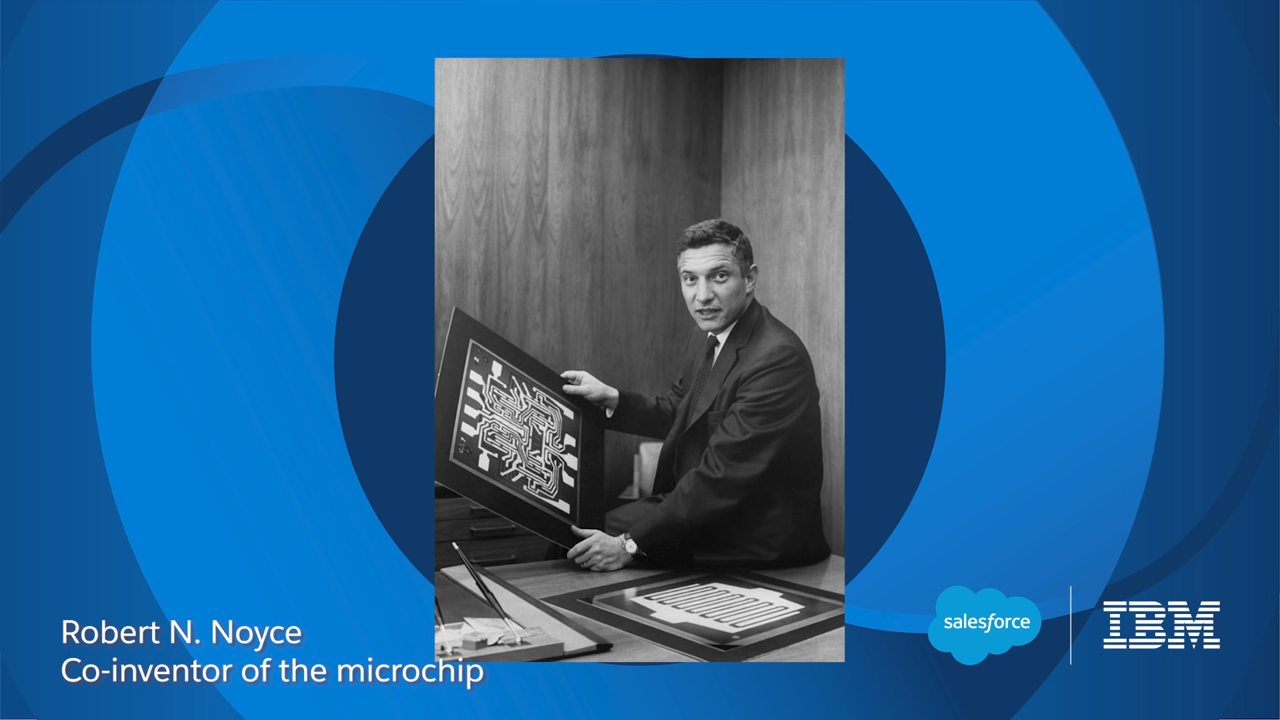 Robert N. Noyce
Co-inventor of the microchip
salesforce
IBM